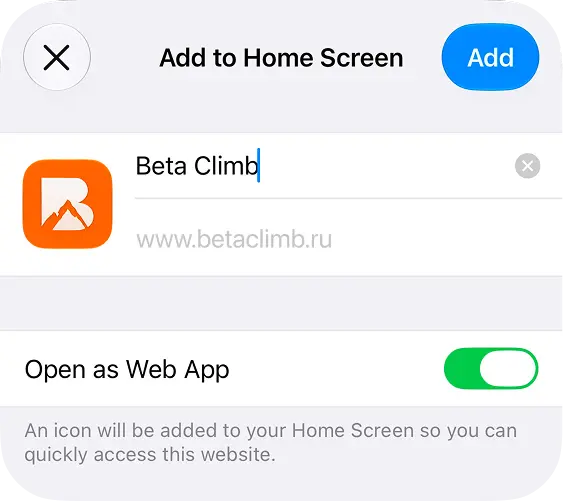 Add to Home Screen
Add
Beta Climb
www.betaclimb.ru
Open as Web App
An icon will be added to your Home Screen so you can
quickly access this website.